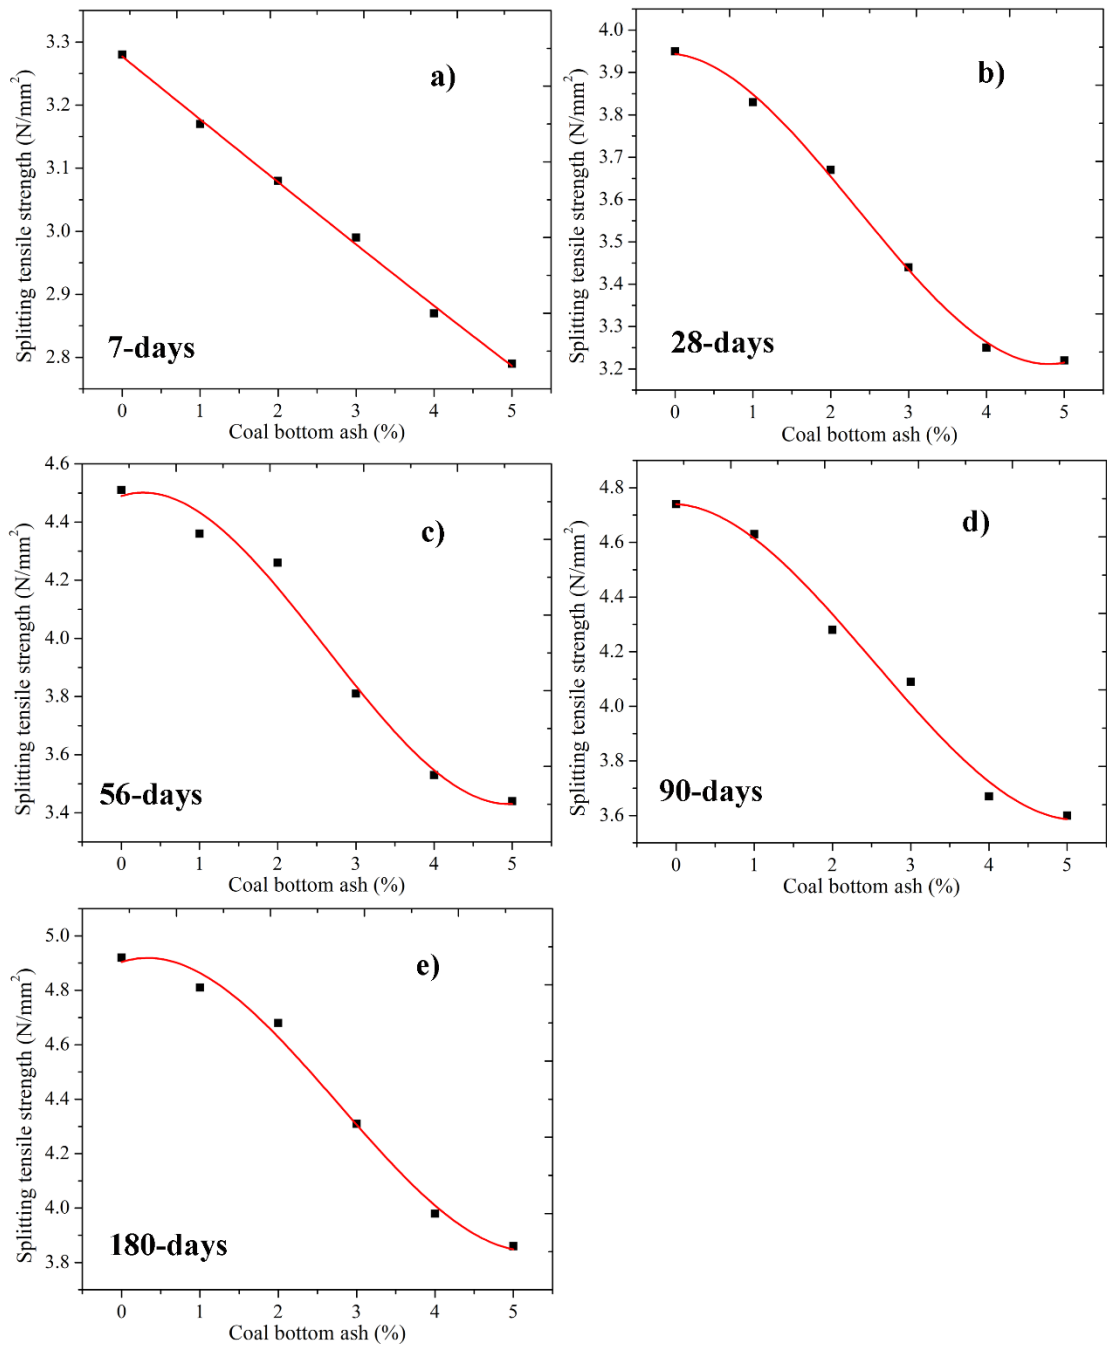 3.3
3.2
3.1
3.0
2.9
2.8
Splitting tensile strength (N/mm²)
a)
7-days
0 1 2 3 4 5
Coal bottom ash (%)
4.0
3.9
3.8
3.7
3.6
3.5
3.4
3.3
3.2
Splitting tensile strength (N/mm²)
b)
28-days
0 1 2 3 4 5
Coal bottom ash (%)
4.6
4.4
4.2
4.0
3.8
3.6
3.4
Splitting tensile strength (N/mm²)
c)
56-days
0 1 2 3 4 5
Coal bottom ash (%)
4.8
4.6
4.4
4.2
4.0
3.8
3.6
Splitting tensile strength (N/mm²)
d)
90-days
0 1 2 3 4 5
Coal bottom ash (%)
5.0
4.8
4.6
4.4
4.2
4.0
3.8
Splitting tensile strength (N/mm²)
e)
180-days
0 1 2 3 4 5
Coal bottom ash (%)